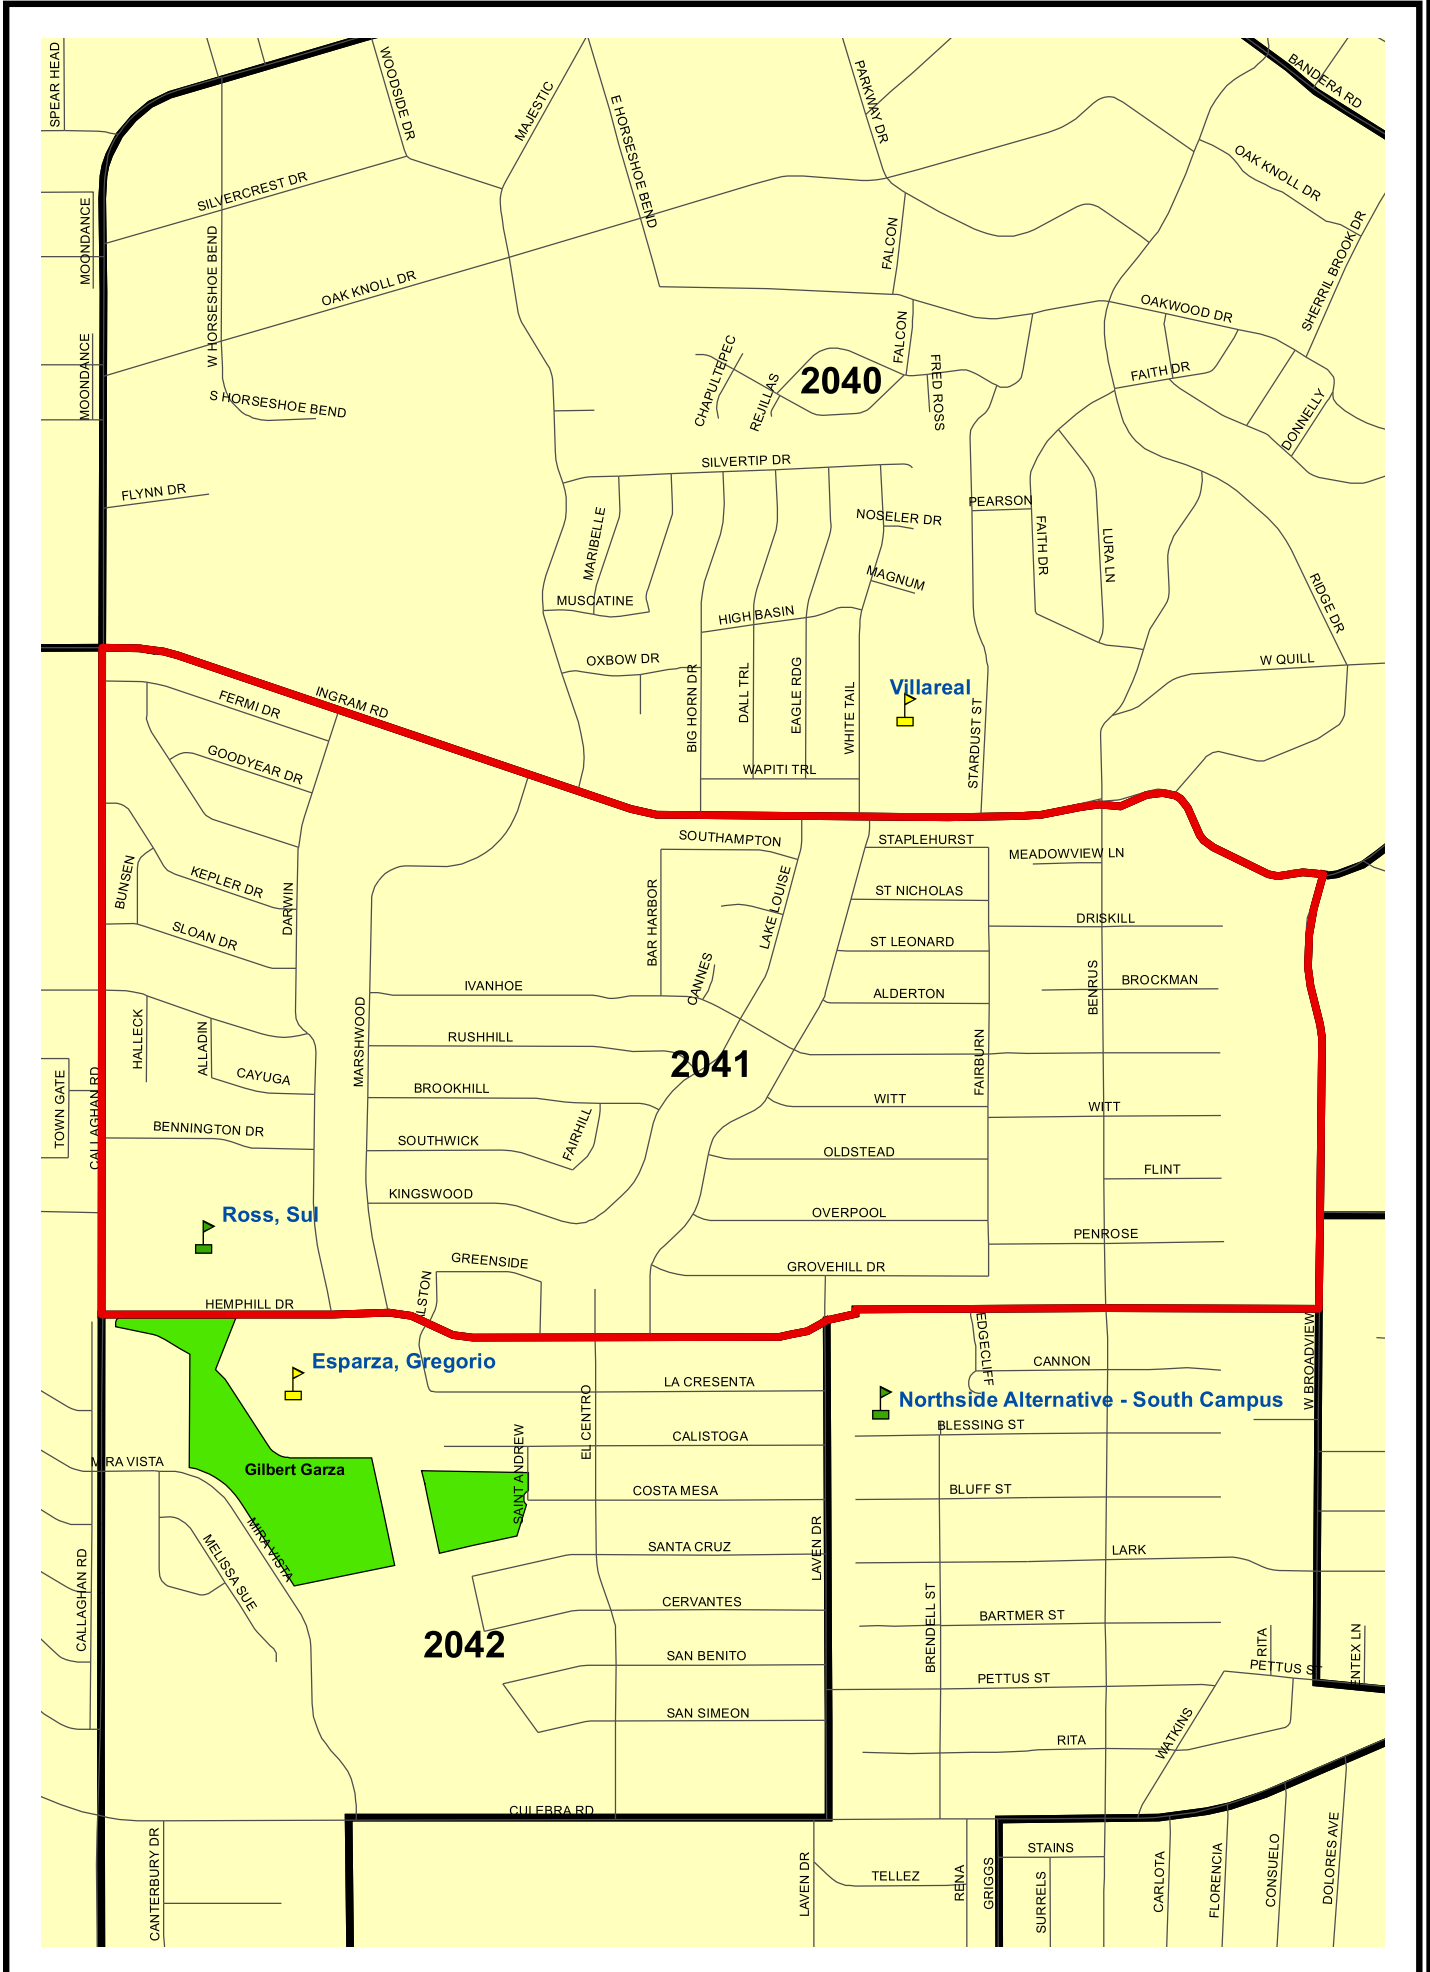 SPEAR HEAD
WOODSIDE DR
MAJESTIC
E HORSESHOE BEND
PARKWAY DR
BANDERA RD
OAK KNOLL DR
SILVERCREST DR
MOONDANCE
W HORSESHOE BEND
FALCON
SHERRIL BROOK DR
OAK KNOLL DR
OAKWOOD DR
MOONDANCE
CHAPULTEPEC
REJILLAS
2040
FALCON
FRED ROSS
FAITH DR
S HORSESHOE BEND
DONNELLY
SILVERTIP DR
FLYNN DR
PEARSON
NOSELER DR
MARIBELLE
FAITH DR
LURA LN
MAGNUM
RIDGE DR
MUSCATINE
HIGH BASIN
OXBOW DR
W QUILL
Villareal
FERMI DR
INGRAM RD
BIG HORN DR
DALL TRL
EAGLE RDG
WHITE TAIL
STARDUST ST
GOODYEAR DR
WAPITI TRL
SOUTHAMPTON
STAPLEHURST
MEADOWVIEW LN
BUNSEN
KEPLER DR
DARWIN
ST NICHOLAS
BAR HARBOR
LAKE LOUISE
DRISKILL
SLOAN DR
ST LEONARD
CANNES
IVANHOE
ALDERTON
BENRUS
BROCKMAN
HALLECK
ALLADIN
MARSHWOOD
RUSHHILL
2041
FAIRBURN
CAYUGA
BROOKHILL
WITT
WITT
TOWN GATE
CALLAGHAN RD
BENNINGTON DR
SOUTHWICK
FAIRHILL
OLDSTEAD
FLINT
KINGSWOOD
Ross, Sul
OVERPOOL
PENROSE
GREENSIDE
GROVEHILL DR
HEMPHILL DR
LSTON
EDGECLIFF
W BROADVIEW
Esparza, Gregorio
CANNON
LA CRESENTA
Northside Alternative - South Campus
EL CENTRO
BLESSING ST
CALISTOGA
SAINT ANDREW
MIRA VISTA
Gilbert Garza
COSTA MESA
BLUFF ST
MIRA VISTA
MELISSA SUE
SANTA CRUZ
LAVEN DR
LARK
CALLAGHAN RD
CERVANTES
BRENDELL ST
BARTMER ST
2042
SAN BENITO
RITA
ENTEX LN
PETTUS ST
PETTUS ST
SAN SIMEON
WATKINS
RITA
CULEBRA RD
CANTERBURY DR
LAVEN DR
TELLEZ
RENA
GRIGGS
STAINS
SURRELS
CARLOTA
FLORENCIA
CONSUELO
DOLORES AVE